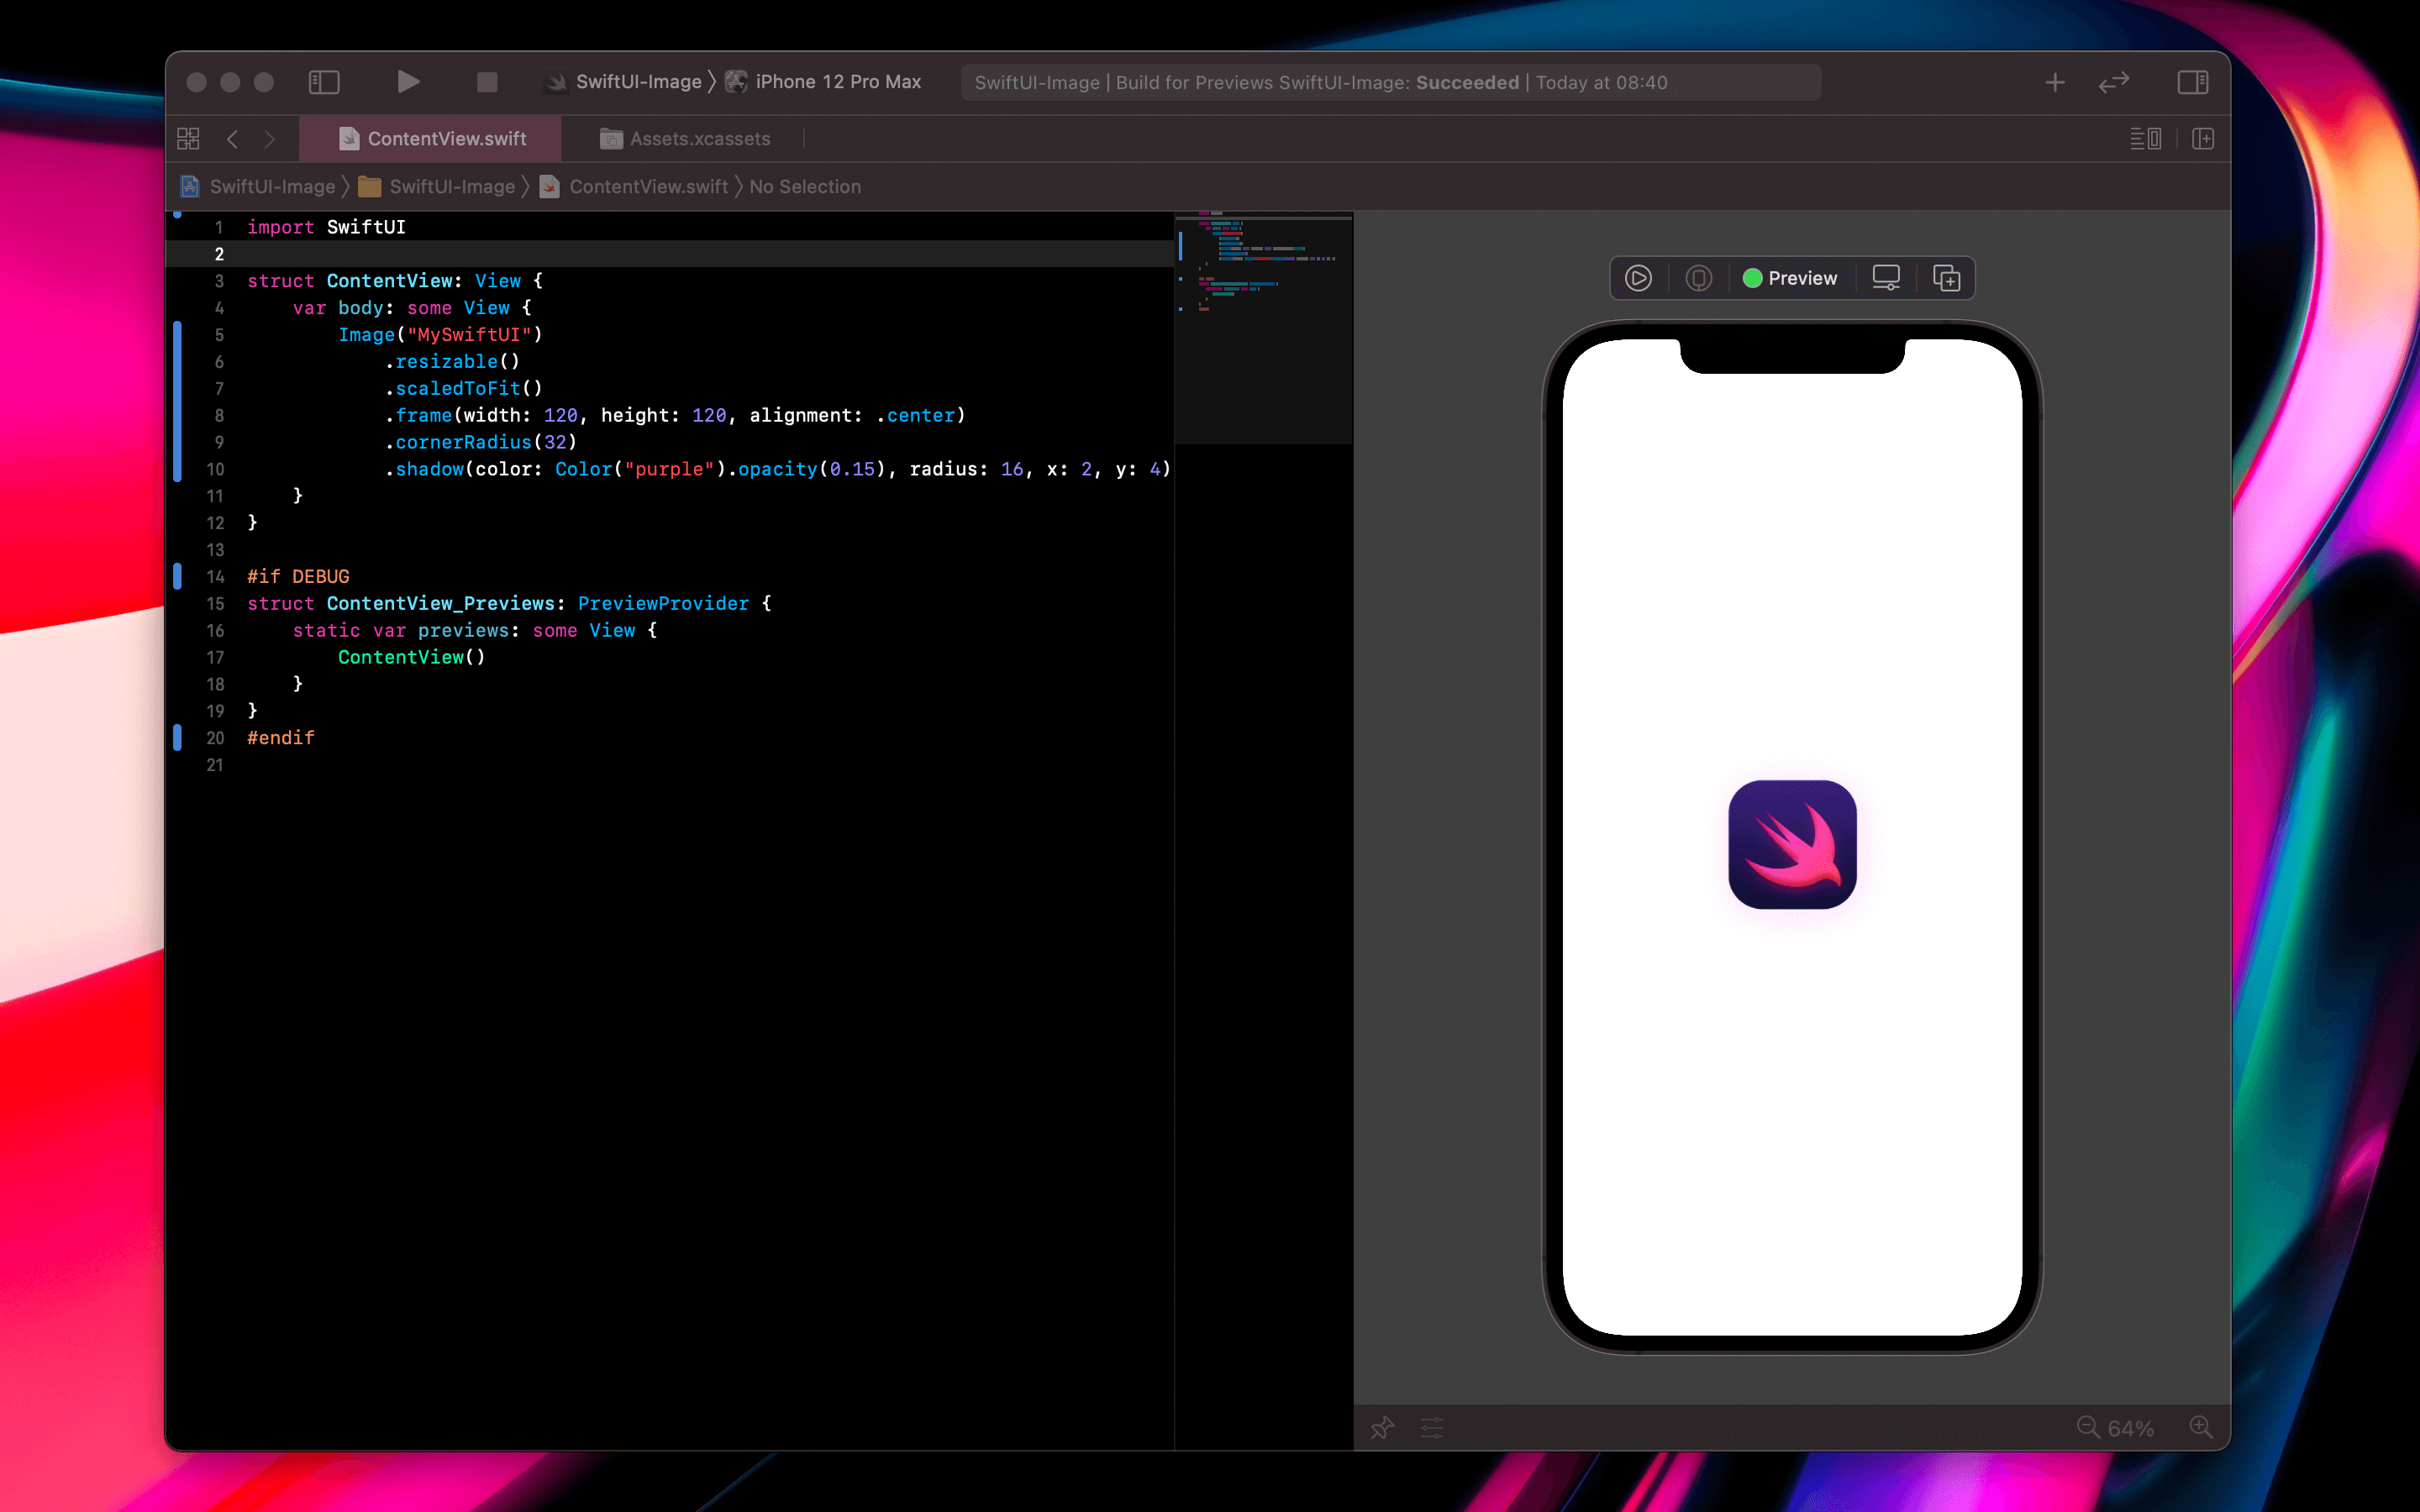 SwiftUI-Image 〉 iPhone 12 Pro Max
SwiftUI-Image | Build for Previews SwiftUI-Image: Succeeded | Today at 08:40
ContentView.swift
Assets.xcassets
SwiftUI-Image 〉 SwiftUI-Image 〉 ContentView.swift 〉 No Selection
1 import SwiftUI
2
3 struct ContentView: View {
4     var body: some View {
5         Image("MySwiftUI")
6             .resizable()
7             .scaledToFit()
8             .frame(width: 120, height: 120, alignment: .center)
9             .cornerRadius(32)
10             .shadow(color: Color("purple").opacity(0.15), radius: 16, x: 2, y: 4)
11     }
12 }
13
14 #if DEBUG
15 struct ContentView_Previews: PreviewProvider {
16     static var previews: some View {
17         ContentView()
18     }
19 }
20 #endif
21
Preview
64%